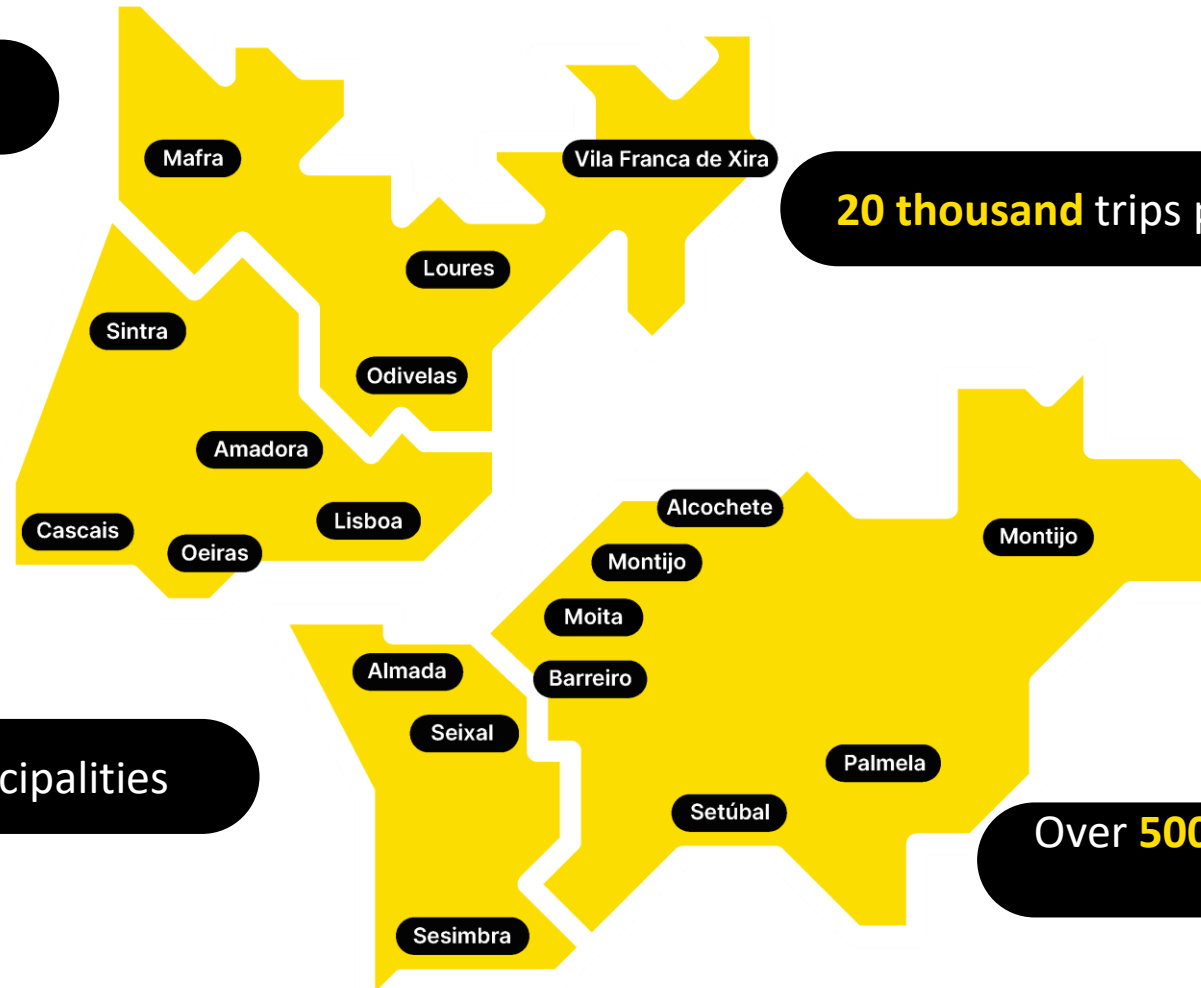 Mafra
Vila Franca de Xira
20 thousand trips
Loures
Sintra
Odivelas
Amadora
Alcochete
Lisboa
Cascais
Montijo
Oeiras
Montijo
Moita
Almada
Barreiro
Seixal
Palmela
cipalities
Setúbal
Over 500
Sesimbra